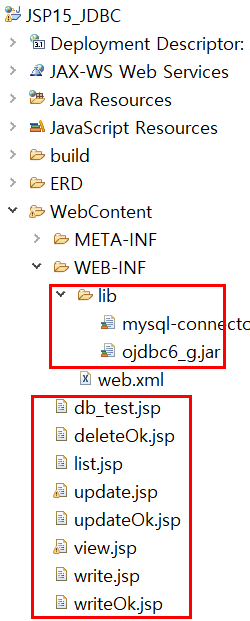 JSP15_JDBC
Deployment Descriptor:
JAX-WS Web Services
Java Resources
JavaScript Resources
build
ERD
WebContent
META-INF
WEB-INF
lib
mysql-connecto
ojdbc6_g.jar
web.xml
db_test.jsp
deleteOk.jsp
list.jsp
update.jsp
updateOk.jsp
view.jsp
write.jsp
writeOk.jsp